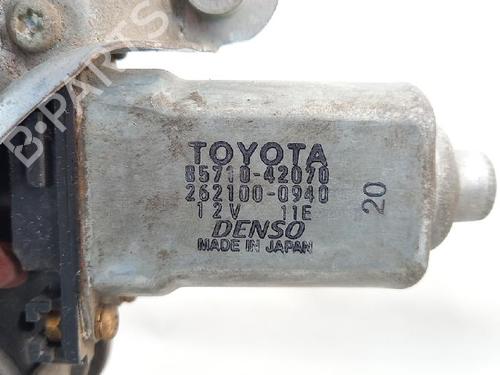 B-PARTS
TOYOTA
85710-42070
262100-0940
12V 11E
DENSO
MADE IN JAPAN
20